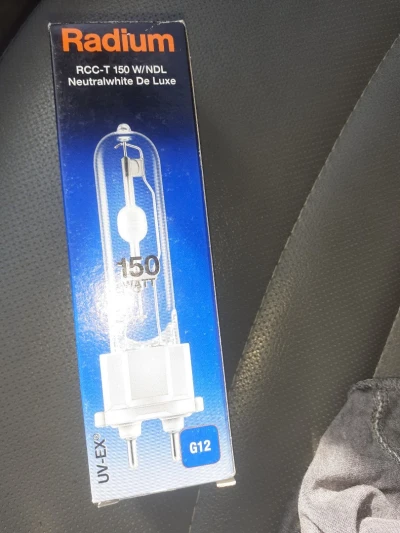 Radium
RCC-T 150 W/NDL
Neutralwhite De Luxe
150
WATT
UV-EX®
G12